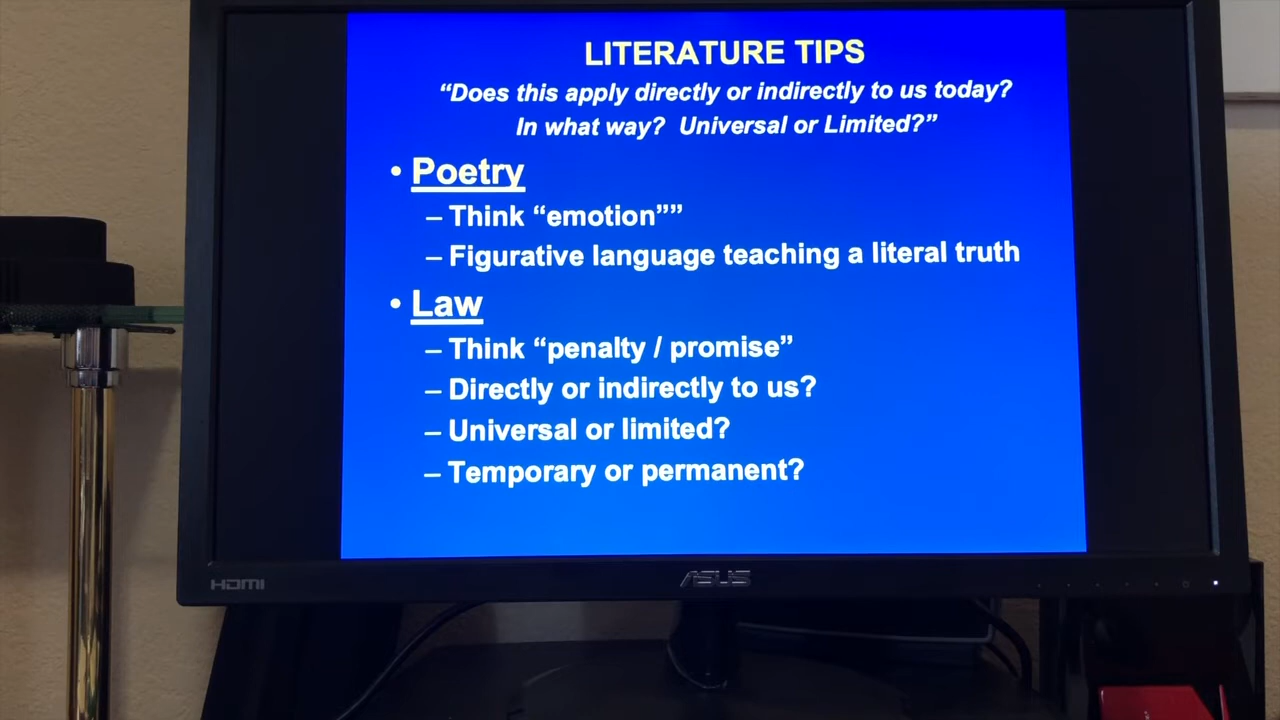 LITERATURE TIPS
“Does this apply directly or indirectly to us today?
In what way? Universal or Limited?”
• Poetry
– Think “emotion””
– Figurative language teaching a literal truth
• Law
– Think “penalty / promise”
– Directly or indirectly to us?
– Universal or limited?
– Temporary or permanent?
HDMI
ASUS